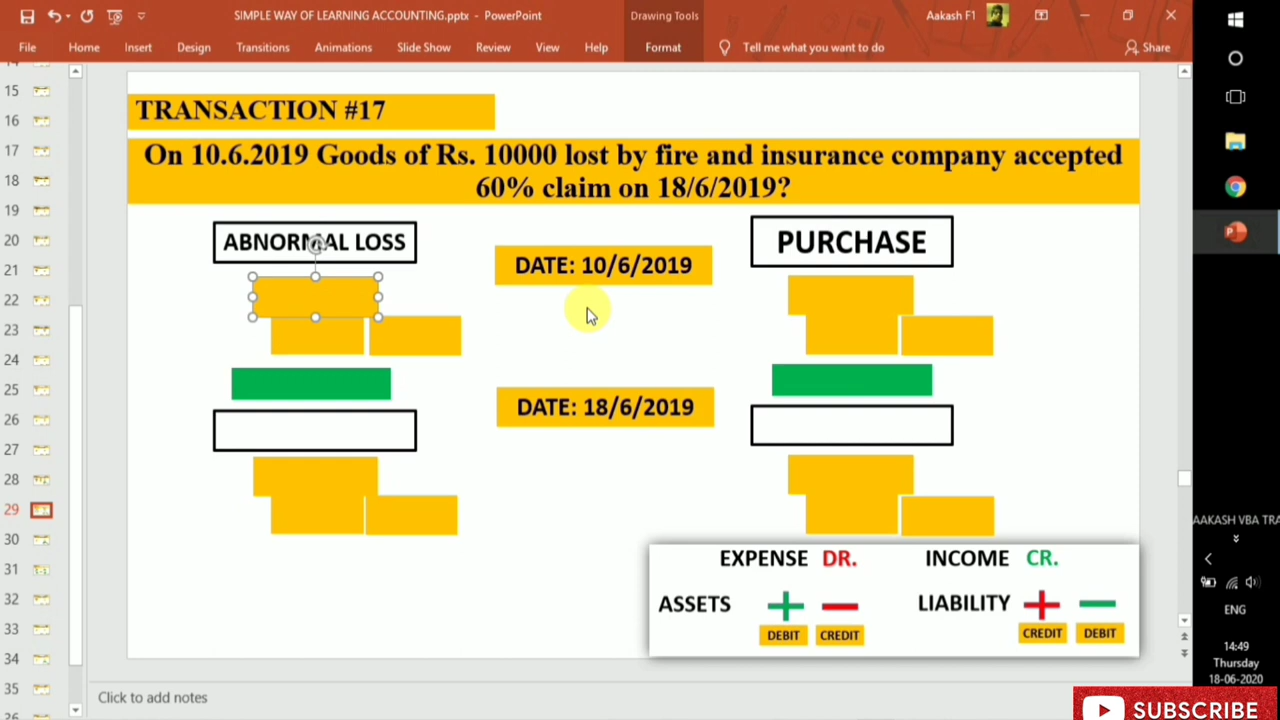 SIMPLE WAY OF LEARNING ACCOUNTING.pptx - PowerPoint
Drawing Tools
Aakash F1
File Home Insert Design Transitions Animations Slide Show Review View Help Format Tell me what you want to do Share
15
16
17
18
19
20
21
22
23
24
25
26
27
28
29
30
31
32
33
34
35
TRANSACTION #17
On 10.6.2019 Goods of Rs. 10000 lost by fire and insurance company accepted
60% claim on 18/6/2019?
ABNORMAL LOSS
DATE: 10/6/2019
PURCHASE
DATE: 18/6/2019
EXPENSE DR. INCOME CR.
ASSETS + − LIABILITY + −
DEBIT CREDIT CREDIT DEBIT
Click to add notes
AAKASH VBA TRA
ENG
14:49
Thursday
18-06-2020
SUBSCRIBE